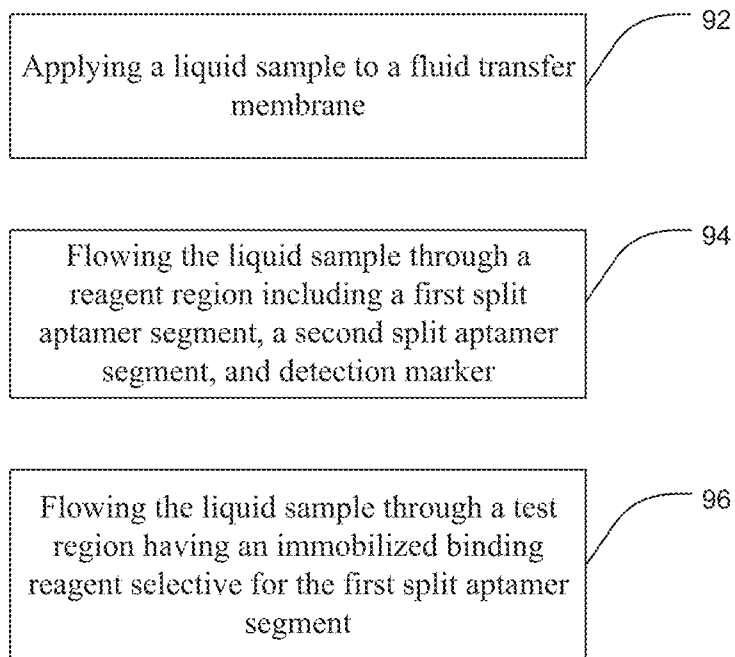 92
Applying a liquid sample to a fluid transfer
membrane
94
Flowing the liquid sample through a
reagent region including a first split
aptamer segment, a second split aptamer
segment, and detection marker
96
Flowing the liquid sample through a test
region having an immobilized binding
reagent selective for the first split aptamer
segment